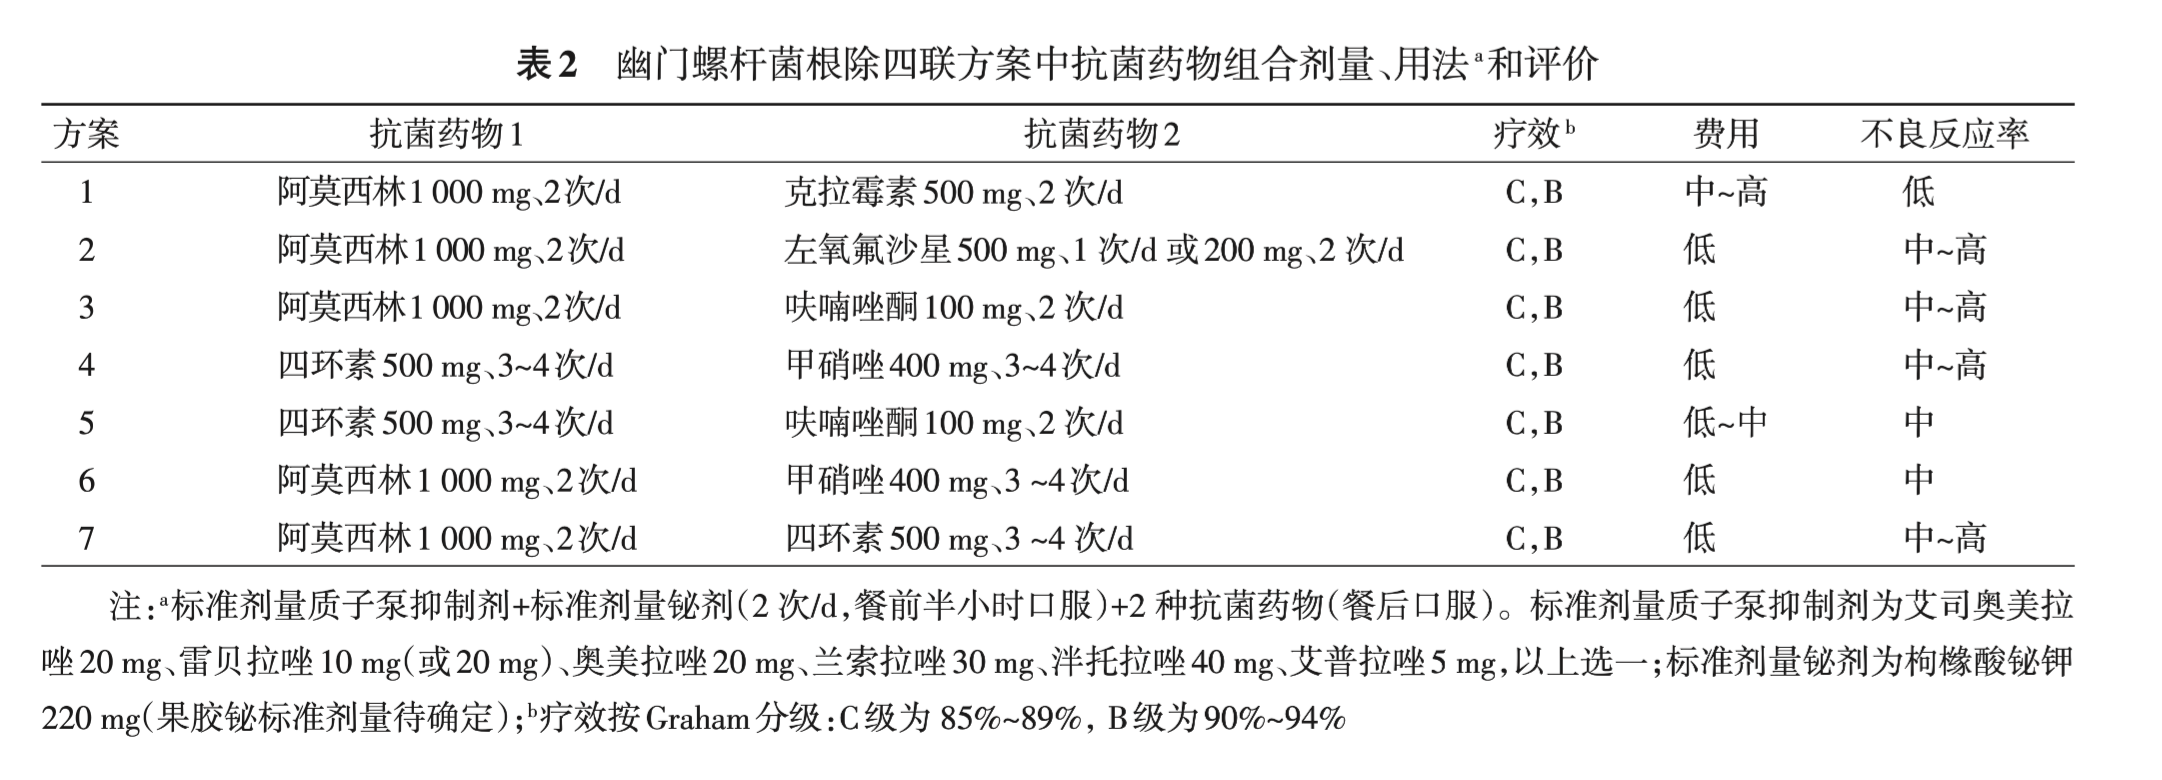 表2 幽门螺杆菌根除四联方案中抗菌药物组合剂量、用法a和评价
方案 抗菌药物1 抗菌药物2 疗效b 费用 不良反应率
1 阿莫西林1 000 mg、2次/d 克拉霉素500 mg、2 次/d C,B 中~高 低
2 阿莫西林1 000 mg、2次/d 左氧氟沙星500 mg、1 次/d 或200 mg、2 次/d C,B 低 中~高
3 阿莫西林1 000 mg、2次/d 呋喃唑酮100 mg、2 次/d C,B 低 中~高
4 四环素500 mg、3~4次/d 甲硝唑400 mg、3~4次/d C,B 低 中~高
5 四环素500 mg、3~4次/d 呋喃唑酮100 mg、2 次/d C,B 低~中 中
6 阿莫西林1 000 mg、2次/d 甲硝唑400 mg、3 ~4次/d C,B 低 中
7 阿莫西林1 000 mg、2次/d 四环素500 mg、3 ~4 次/d C,B 低 中~高
注:a标准剂量质子泵抑制剂+标准剂量铋剂(2 次/d,餐前半小时口服)+2 种抗菌药物(餐后口服)。标准剂量质子泵抑制剂为艾司奥美拉
唑20 mg、雷贝拉唑10 mg(或20 mg)、奥美拉唑20 mg、兰索拉唑30 mg、泮托拉唑40 mg、艾普拉唑5 mg,以上选一;标准剂量铋剂为枸橼酸铋钾
220 mg(果胶铋标准剂量待确定);b疗效按Graham分级:C级为 85%~89%, B级为90%~94%